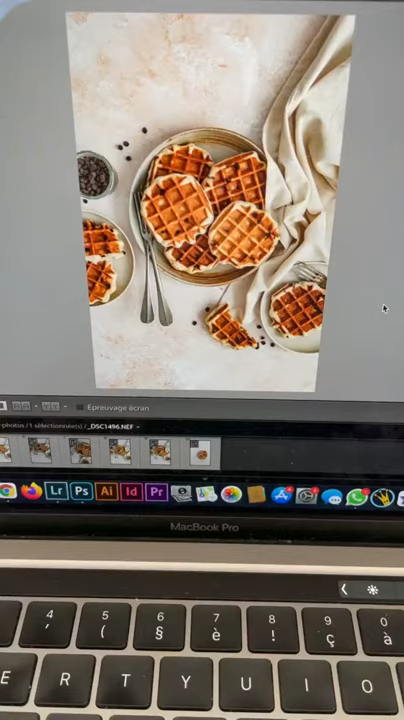 Epreuvage écran
photos / 1 sélectionnée(s) / _DSC1496.NEF
Lr Ps Ai Id Pr
MacBook Pro
4 5 6 7 8 9 0
' ( § è ! ç à
E R T Y U I O